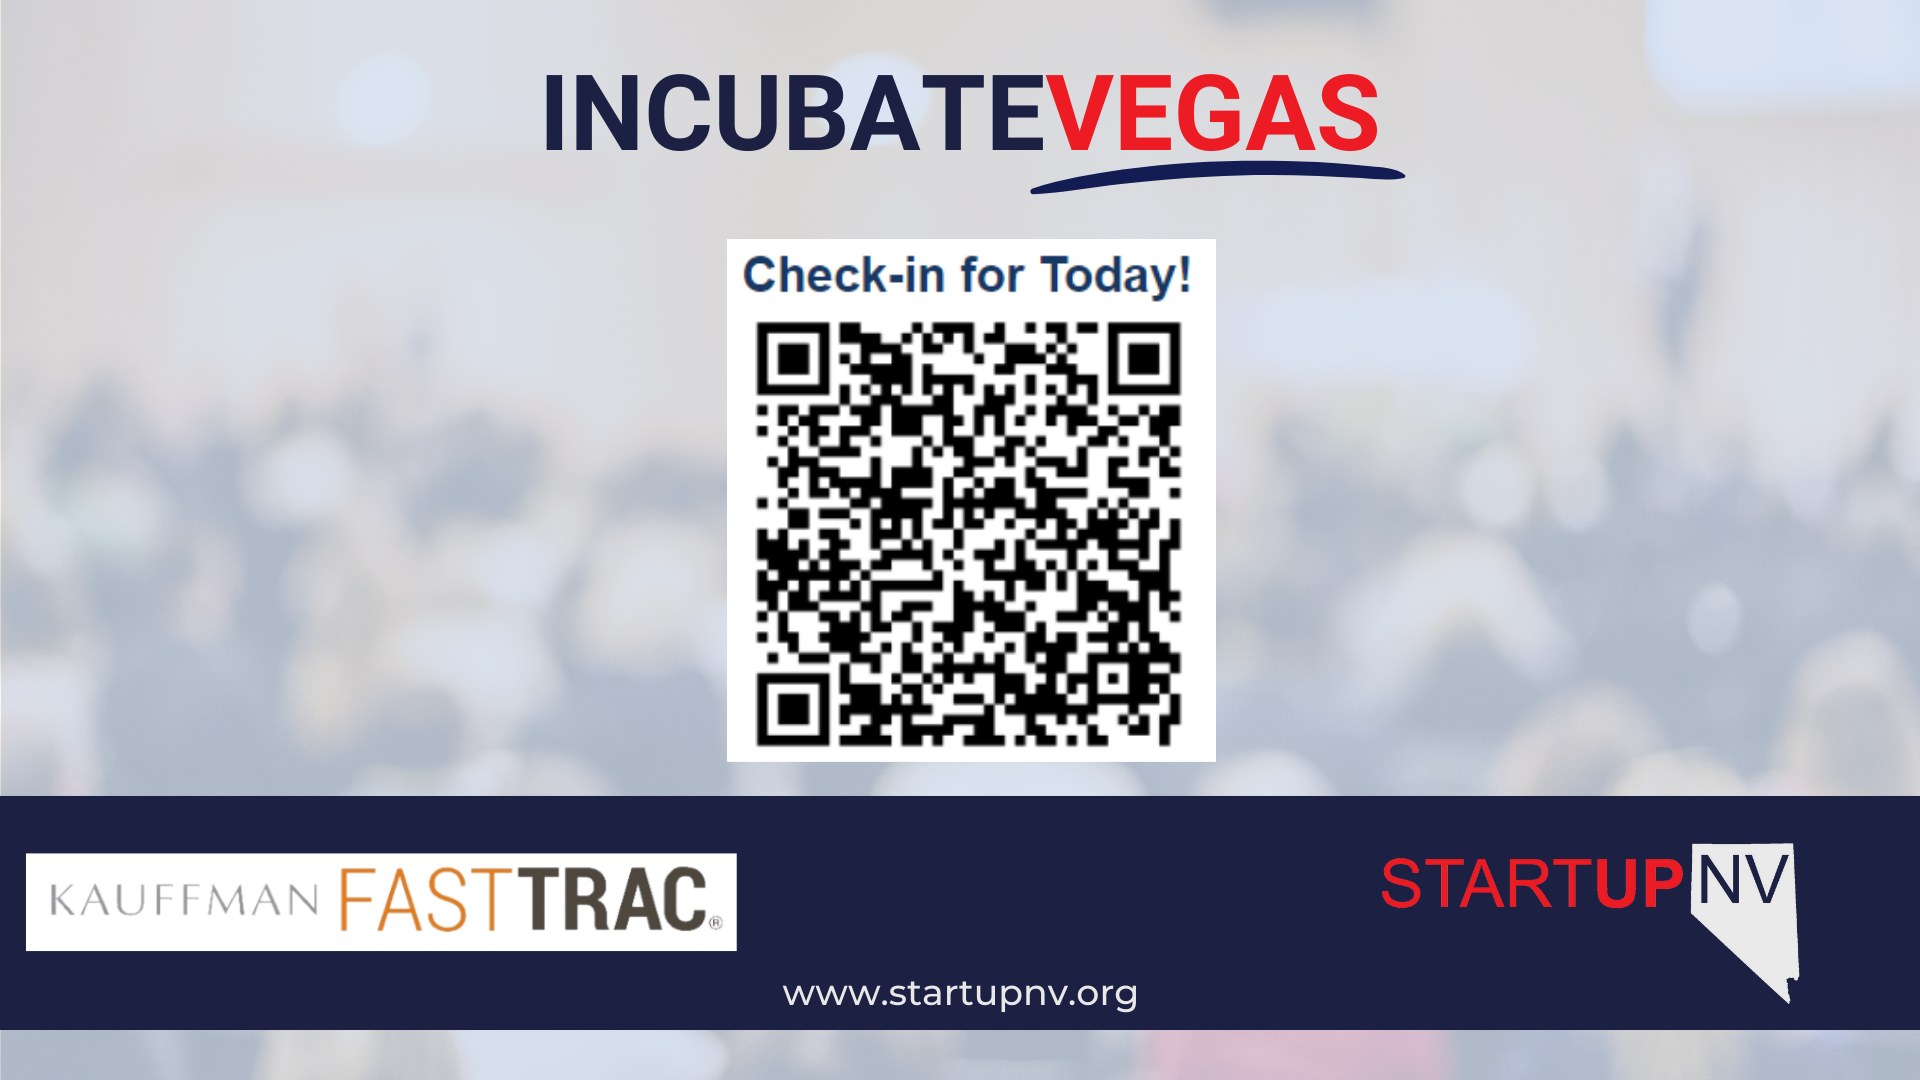 INCUBATEVEGAS
Check-in for Today!
KAUFFMAN FASTTRAC®
STARTUPNV
www.startupnv.org